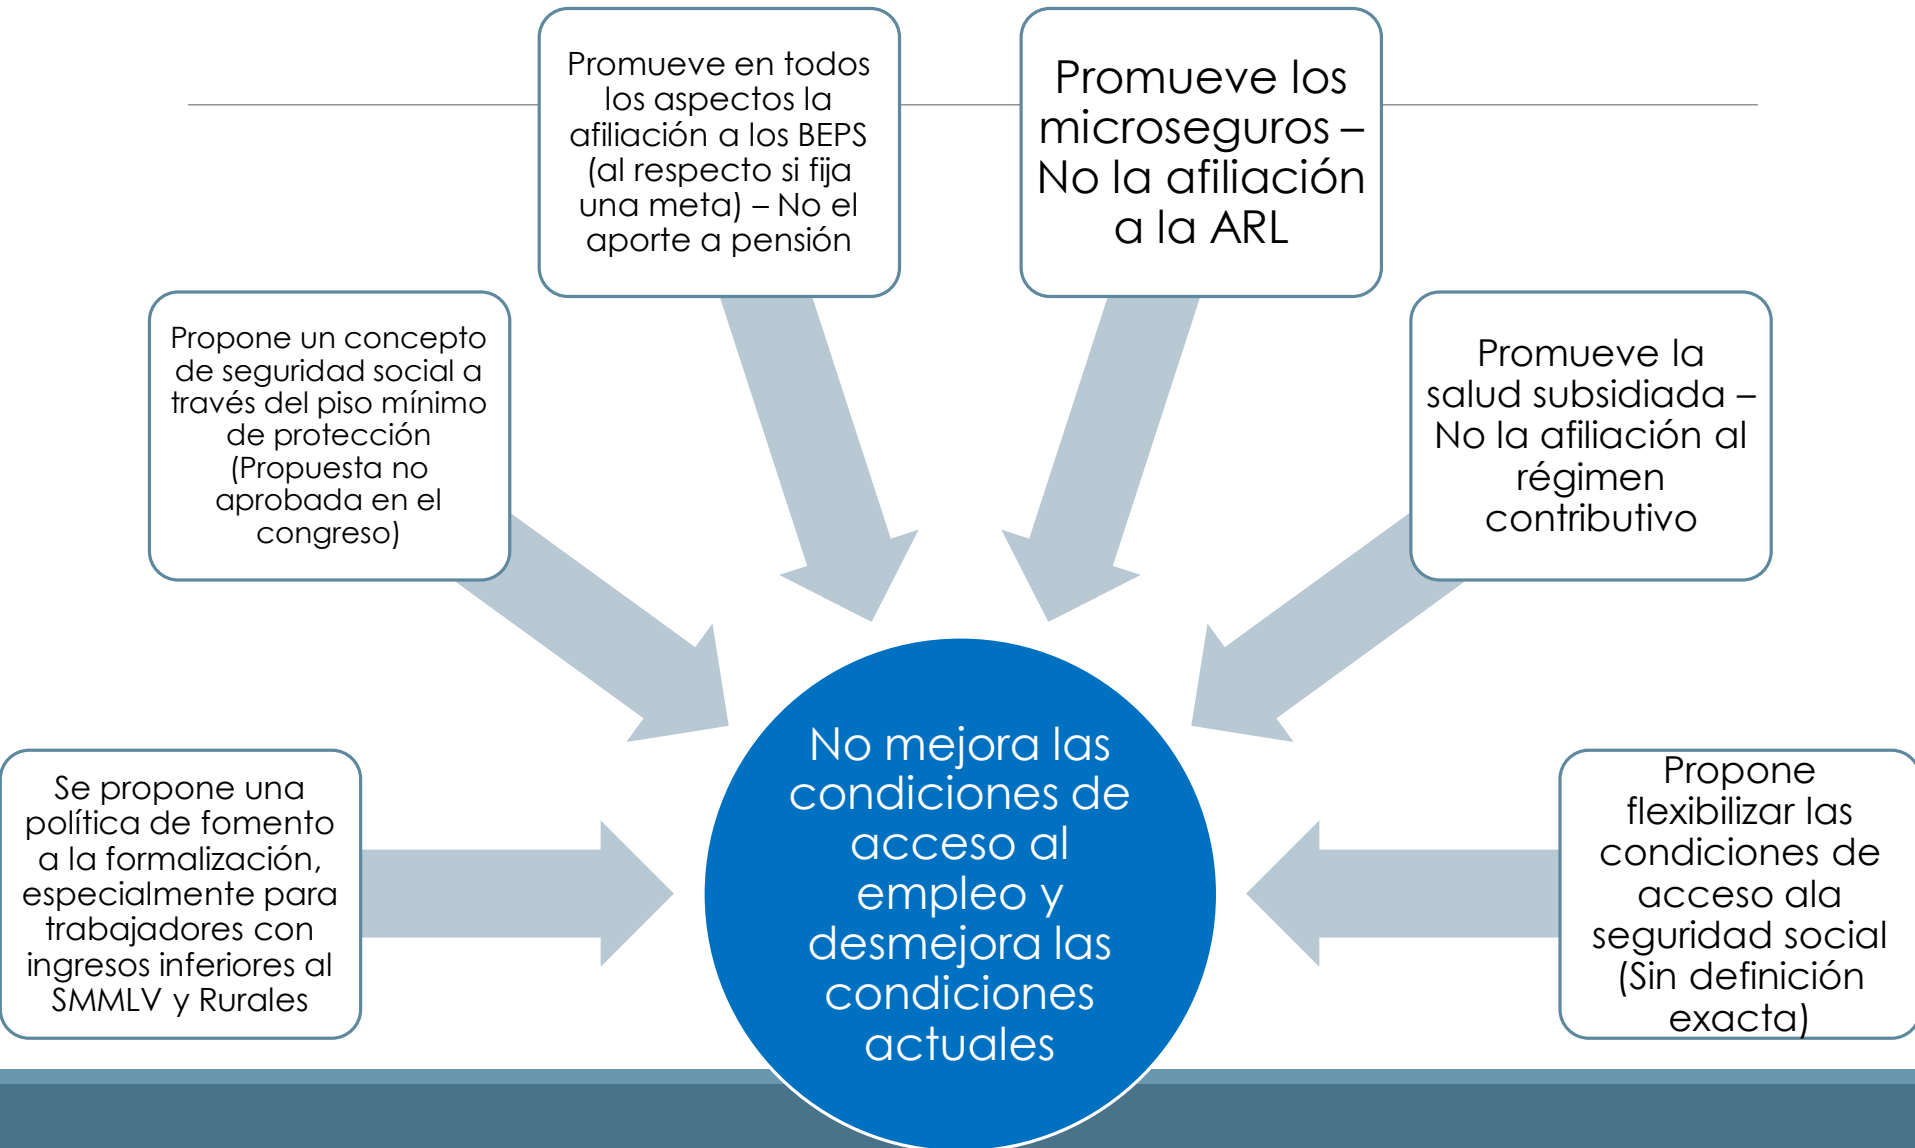 Promueve en todos
los aspectos la
afiliación a los BEPS
(al respecto si fija
una meta) – No el
aporte a pensión
Promueve los
microseguros –
No la afiliación
a la ARL
Propone un concepto
de seguridad social a
través del piso mínimo
de protección
(Propuesta no
aprobada en el
congreso)
Promueve la
salud subsidiada –
No la afiliación al
régimen
contributivo
Se propone una
política de fomento
a la formalización,
especialmente para
trabajadores con
ingresos inferiores al
SMMLV y Rurales
No mejora las
condiciones de
acceso al
empleo y
desmejora las
condiciones
actuales
Propone
flexibilizar las
condiciones de
acceso ala
seguridad social
(Sin definición
exacta)